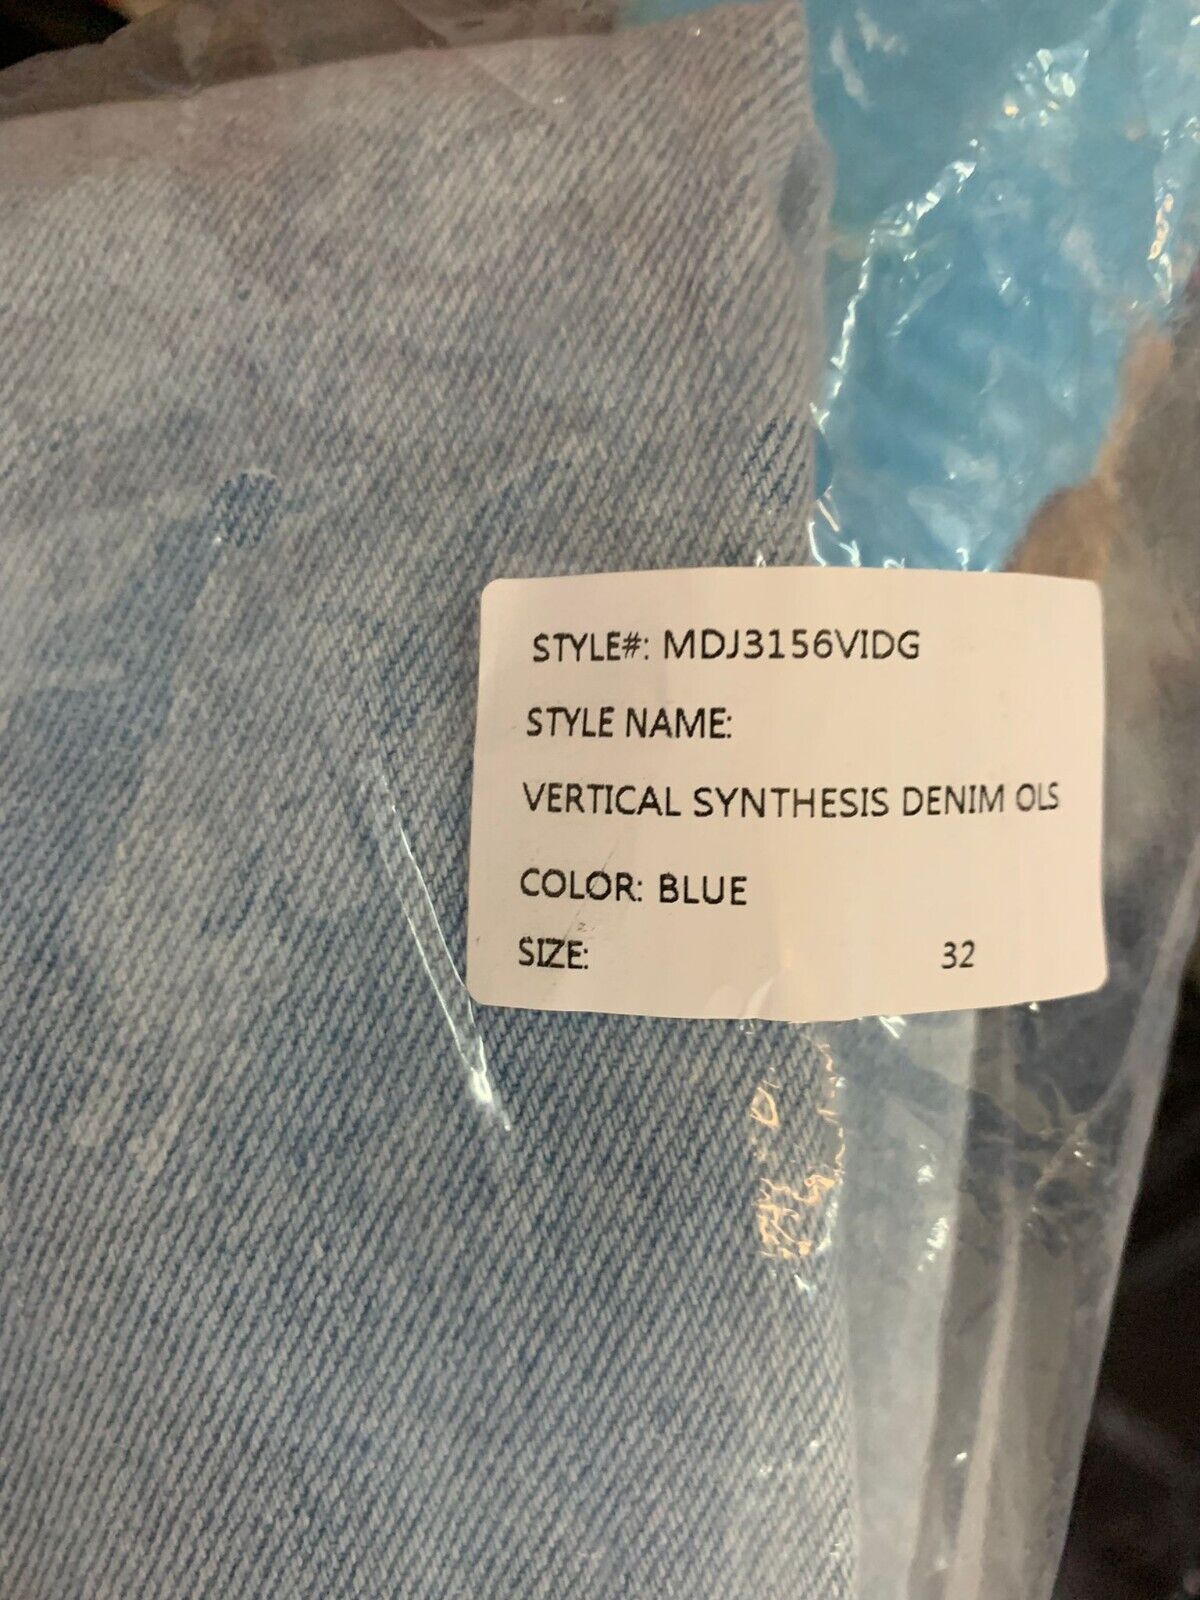 STYLE#: MDJ3156VIDG
STYLE NAME:
VERTICAL SYNTHESIS DENIM OLS
COLOR: BLUE
SIZE: 32